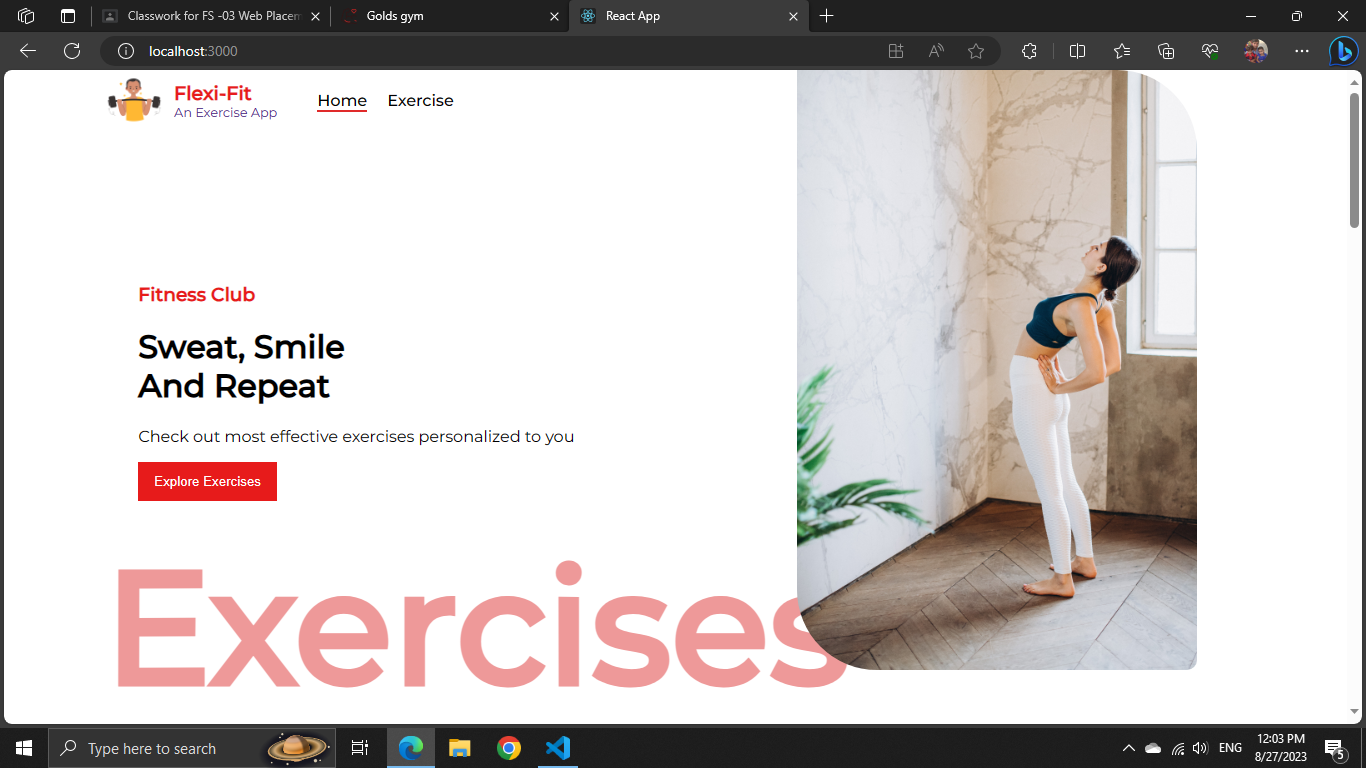 Classwork for FS -03 Web Placem
Golds gym
React App
localhost:3000
Flexi-Fit
An Exercise App
Home
Exercise
Fitness Club
Sweat, Smile
And Repeat
Check out most effective exercises personalized to you
Explore Exercises
Exercises
Type here to search
ENG
12:03 PM
8/27/2023
5